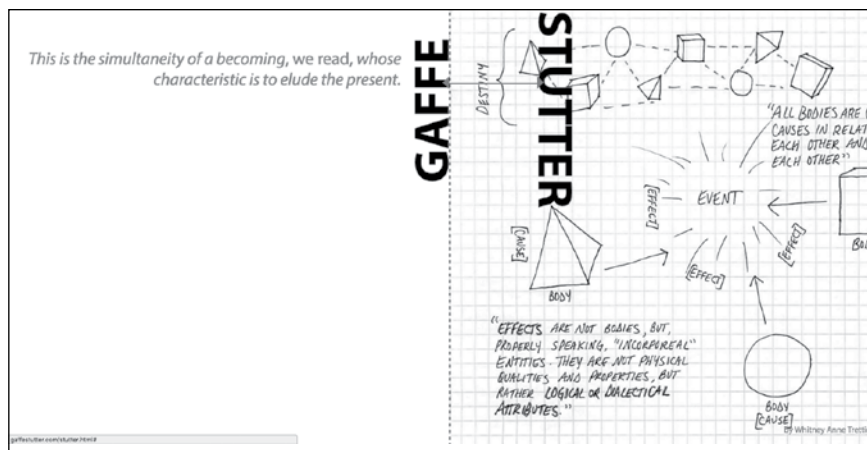 This is the simultaneity of a becoming, we read, whose
characteristic is to elude the present.
GAFFE
STUTTER
DESTINY
"ALL BODIES ARE
CAUSES IN
EACH OTHER AND
EACH OTHER"
EVENT
[EFFECT]
[EFFECT]
[EFFECT]
[CAUSE]
BODY
"EFFECTS ARE NOT BODIES, BUT,
PROPERLY SPEAKING, "INCORPOREAL"
ENTITIES. THEY ARE NOT PHYSICAL
QUALITIES AND PROPERTIES, BUT
RATHER LOGICAL OR DIALECTICAL
ATTRIBUTES."
BODY
[CAUSE]
By Whitney Anne
gaffestutter.com/stutter.html#